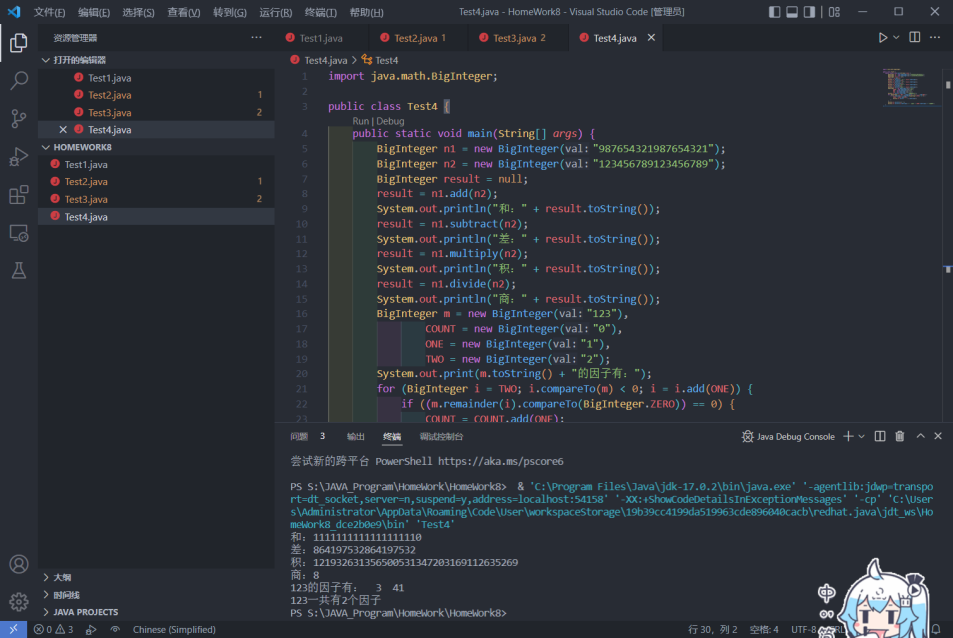 文件(F) 编辑(E) 选择(S) 查看(V) 转到(G) 运行(R) 终端(T) 帮助(H) Test4.java - HomeWork8 - Visual Studio Code [管理员]
资源管理器
打开的编辑器
Test1.java
Test2.java 1
Test3.java 2
Test4.java
HOMEWORK8
Test1.java
Test2.java 1
Test3.java 2
Test4.java
大纲
时间线
JAVA PROJECTS
Test1.java Test2.java 1 Test3.java 2 Test4.java
Test4.java > Test4
1 import java.math.BigInteger;
2
3 public class Test4 {
Run | Debug
4 public static void main(String[] args) {
5 BigInteger n1 = new BigInteger(val:"987654321987654321");
6 BigInteger n2 = new BigInteger(val:"123456789123456789");
7 BigInteger result = null;
8 result = n1.add(n2);
9 System.out.println("和：" + result.toString());
10 result = n1.subtract(n2);
11 System.out.println("差：" + result.toString());
12 result = n1.multiply(n2);
13 System.out.println("积：" + result.toString());
14 result = n1.divide(n2);
15 System.out.println("商：" + result.toString());
16 BigInteger m = new BigInteger(val:"123"),
17 COUNT = new BigInteger(val:"0"),
18 ONE = new BigInteger(val:"1"),
19 TWO = new BigInteger(val:"2");
20 System.out.print(m.toString() + "的因子有：");
21 for (BigInteger i = TWO; i.compareTo(m) < 0; i = i.add(ONE)) {
22 if ((m.remainder(i).compareTo(BigInteger.ZERO)) == 0) {
23 COUNT = COUNT.add(ONE);
问题 3 输出 终端 调试控制台 Java Debug Console
尝试新的跨平台 PowerShell https://aka.ms/pscore6
PS S:\JAVA_Program\HomeWork\HomeWork8> & 'C:\Program Files\Java\jdk-17.0.2\bin\java.exe' '-agentlib:jdwp=transpo
rt=dt_socket,server=n,suspend=y,address=localhost:54158' '-XX:+ShowCodeDetailsInExceptionMessages' '-cp' 'C:\User
s\Administrator\AppData\Roaming\Code\User\workspaceStorage\19b39cc4199da519963cde896040cacb\redhat.java\jdt_ws\Ho
meWork8_dce2b0e9\bin' 'Test4'
和：1111111111111111110
差：864197532864197532
积：121932631356500531347203169112635269
商：8
123的因子有： 3 41
123一共有2个因子
PS S:\JAVA_Program\HomeWork\HomeWork8>
中
0 3 Chinese (Simplified) 行 30，列 2 空格: 4 UTF-8